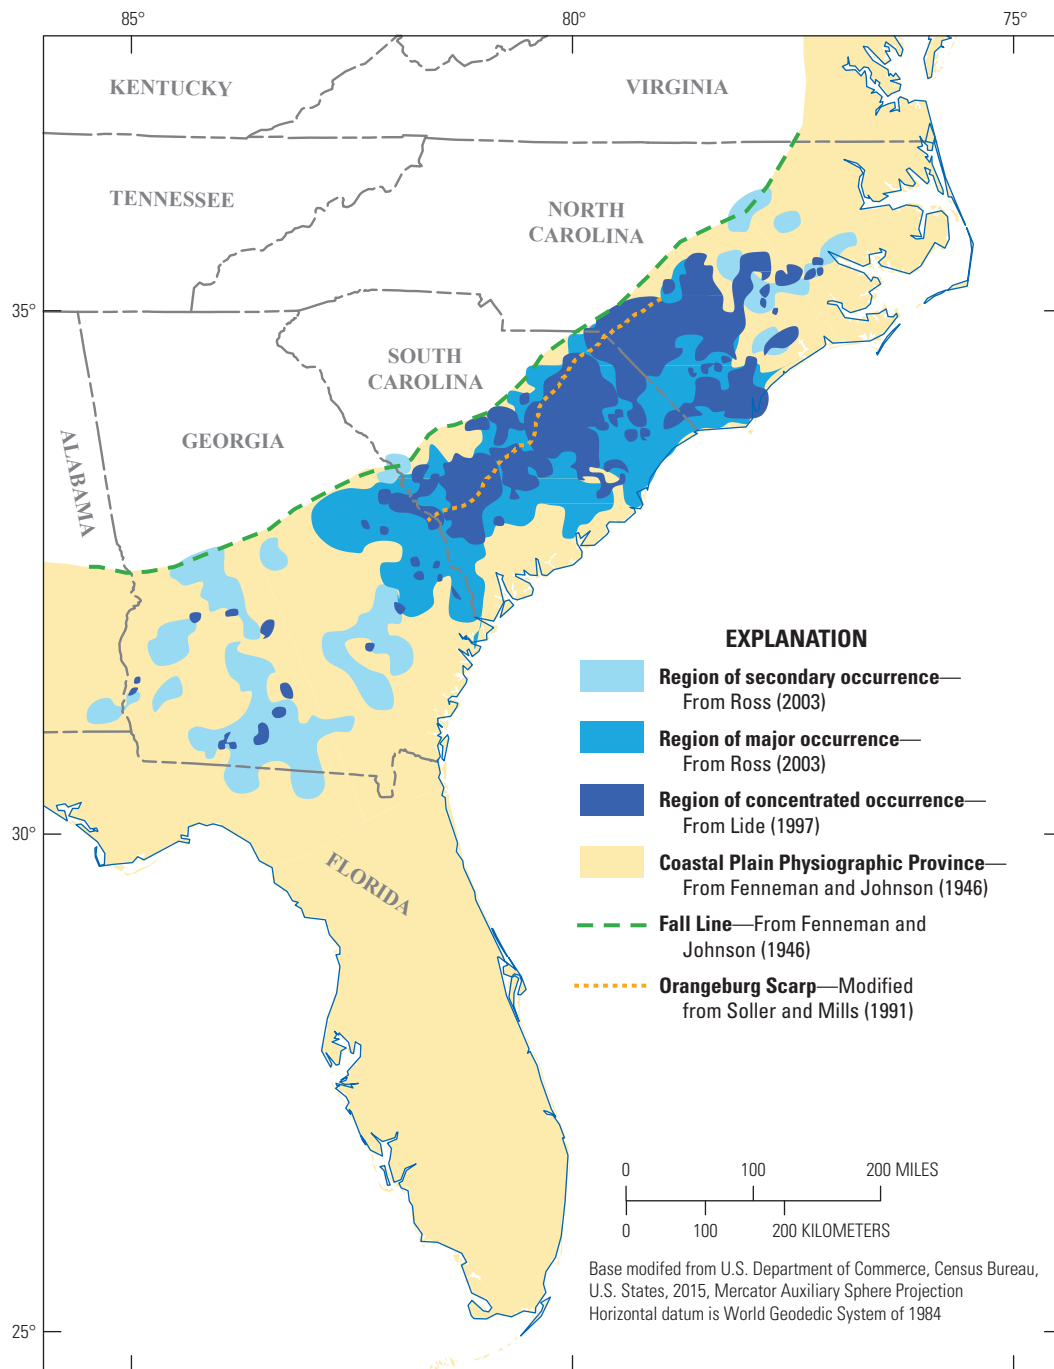 85°
80°
75°
KENTUCKY
VIRGINIA
TENNESSEE
NORTH
CAROLINA
35°
SOUTH
CAROLINA
GEORGIA
ALABAMA
EXPLANATION
Region of secondary occurrence—
From Ross (2003)
Region of major occurrence—
From Ross (2003)
Region of concentrated occurrence—
From Lide (1997)
Coastal Plain Physiographic Province—
From Fenneman and Johnson (1946)
Fall Line—From Fenneman and
Johnson (1946)
Orangeburg Scarp—Modified
from Soller and Mills (1991)
30°
FLORIDA
0 100 200 MILES
0 100 200 KILOMETERS
Base modifed from U.S. Department of Commerce, Census Bureau,
U.S. States, 2015, Mercator Auxiliary Sphere Projection
Horizontal datum is World Geodedic System of 1984
25°